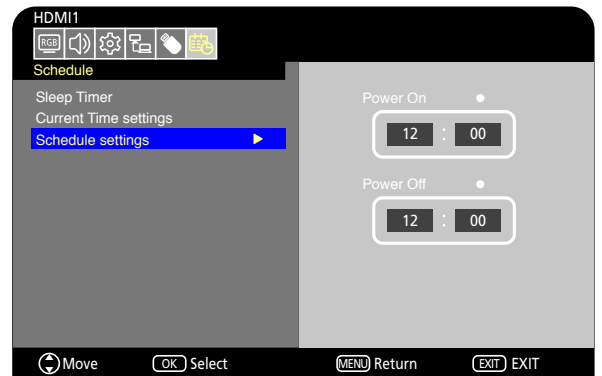 HDMI1
RGB
Schedule
Sleep Timer
Current Time settings
Schedule settings
Power On
12 : 00
Power Off
12 : 00
Move OK Select MENU Return EXIT EXIT